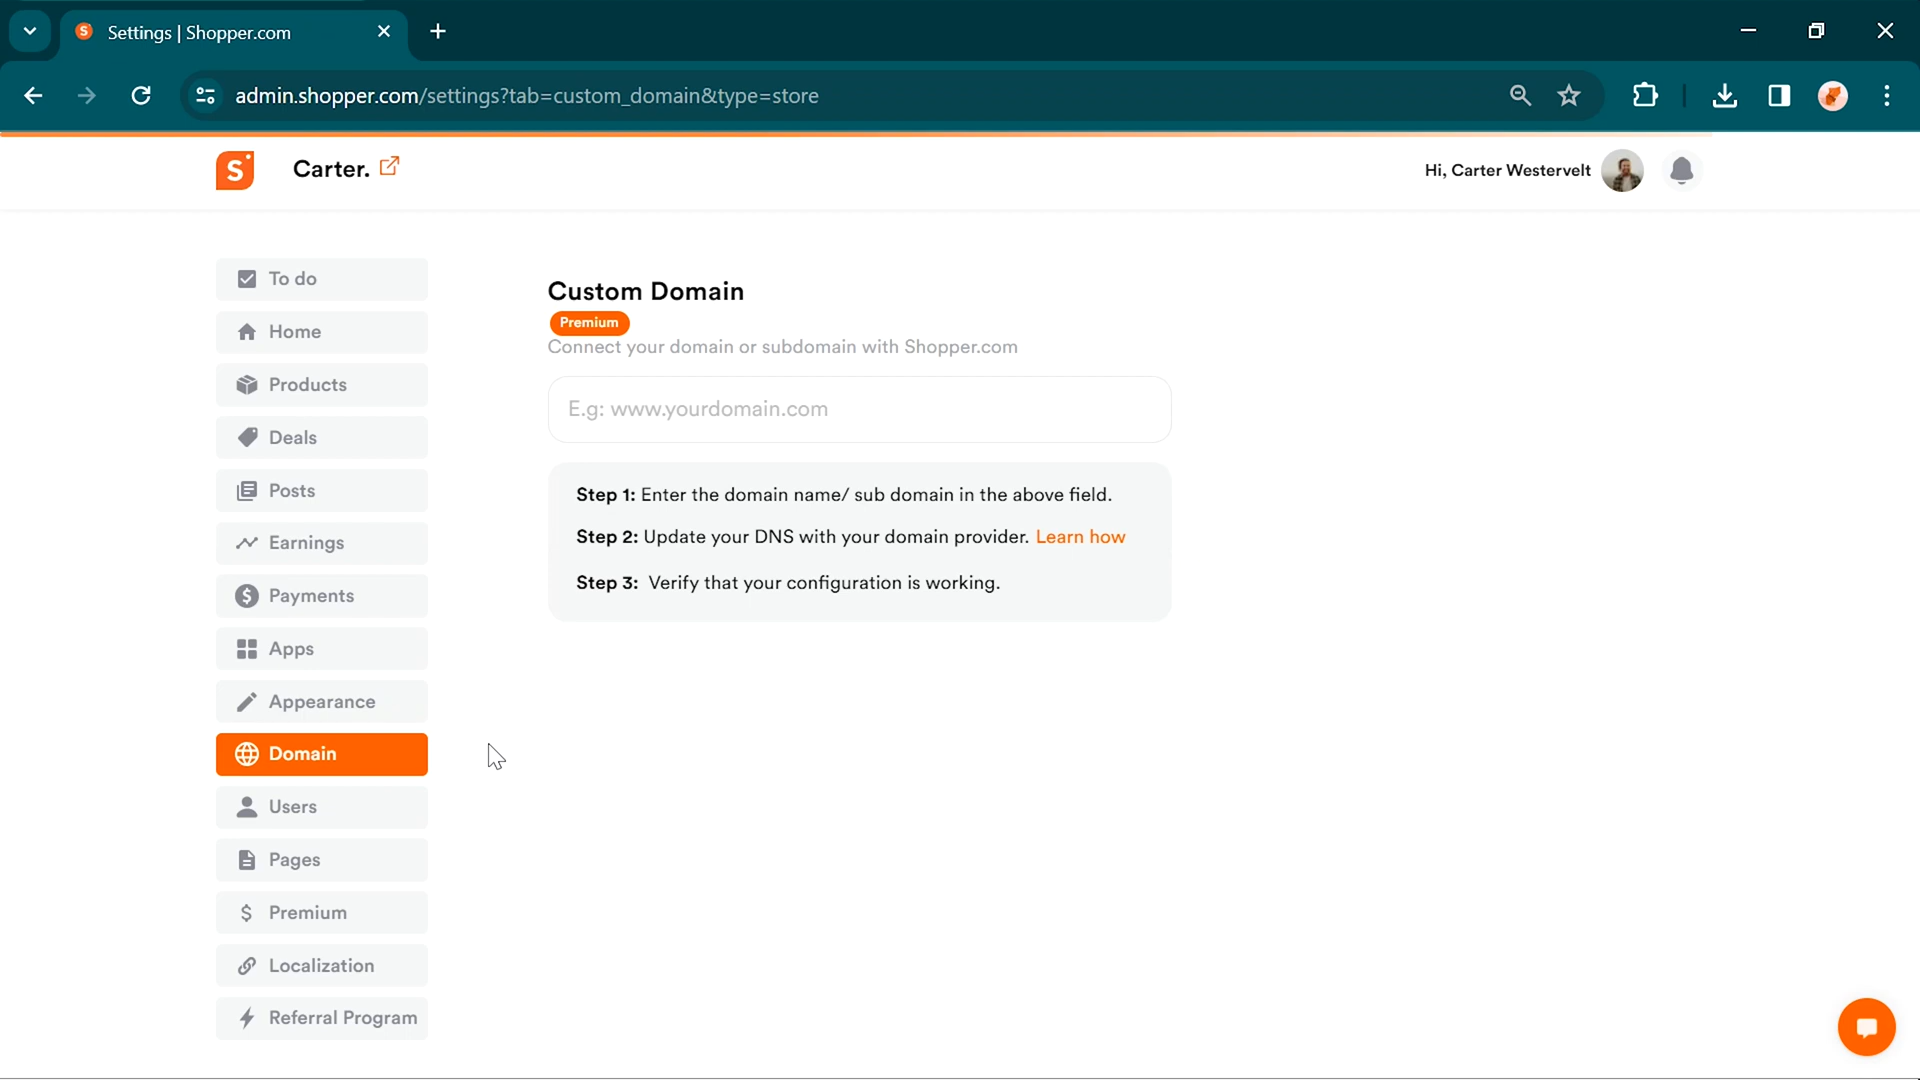 Settings | Shopper.com
admin.shopper.com/settings?tab=custom_domain&type=store
S
Carter.
Hi, Carter Westervelt
To do
Home
Products
Deals
Posts
Earnings
Payments
Apps
Appearance
Domain
Users
Pages
Premium
Localization
Referral Program
Custom Domain
Premium
Connect your domain or subdomain with Shopper.com
E.g: www.yourdomain.com
Step 1: Enter the domain name/ sub domain in the above field.
Step 2: Update your DNS with your domain provider. Learn how
Step 3: Verify that your configuration is working.